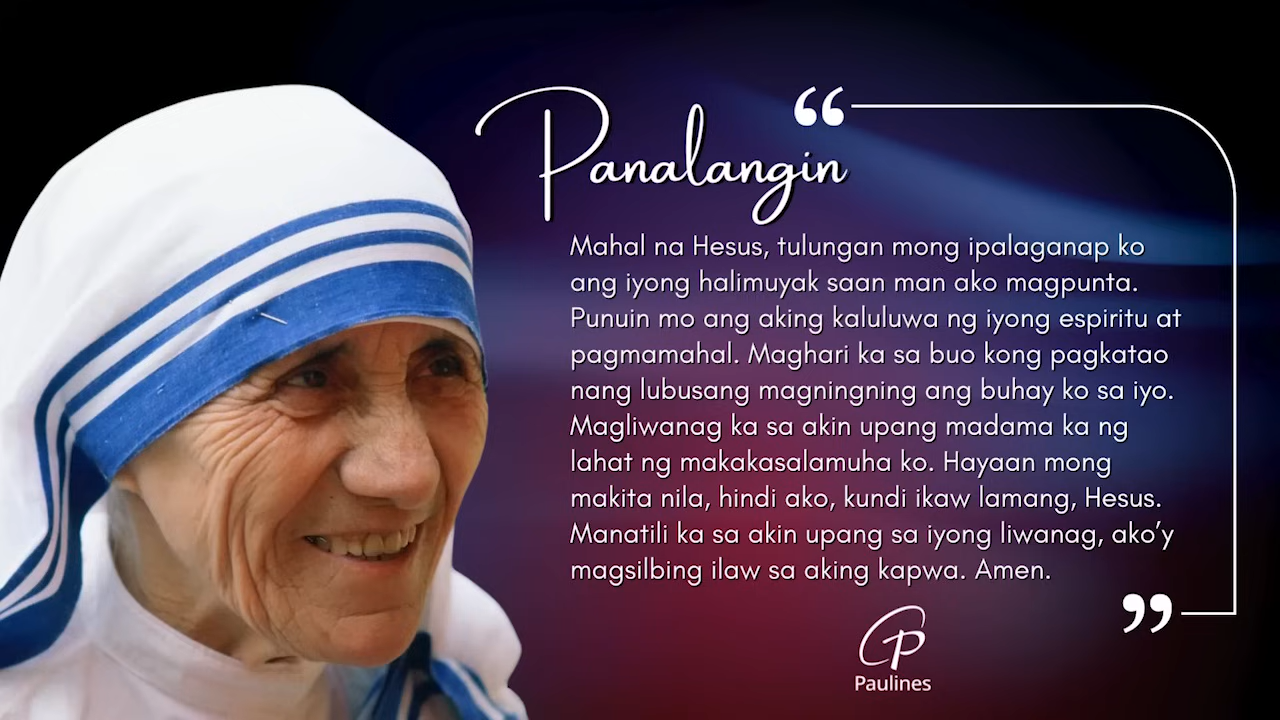 Panalangin
Mahal na Hesus, tulungan mong ipalaganap ko
ang iyong halimuyak saan man ako magpunta.
Punuin mo ang aking kaluluwa ng iyong espiritu at
pagmamahal. Maghari ka sa buo kong pagkatao
nang lubusang magningning ang buhay ko sa iyo.
Magliwanag ka sa akin upang madama ka ng
lahat ng makakasalamuha ko. Hayaan mong
makita nila, hindi ako, kundi ikaw lamang, Hesus.
Manatili ka sa akin upang sa iyong liwanag, ako’y
magsilbing ilaw sa aking kapwa. Amen.
Paulines